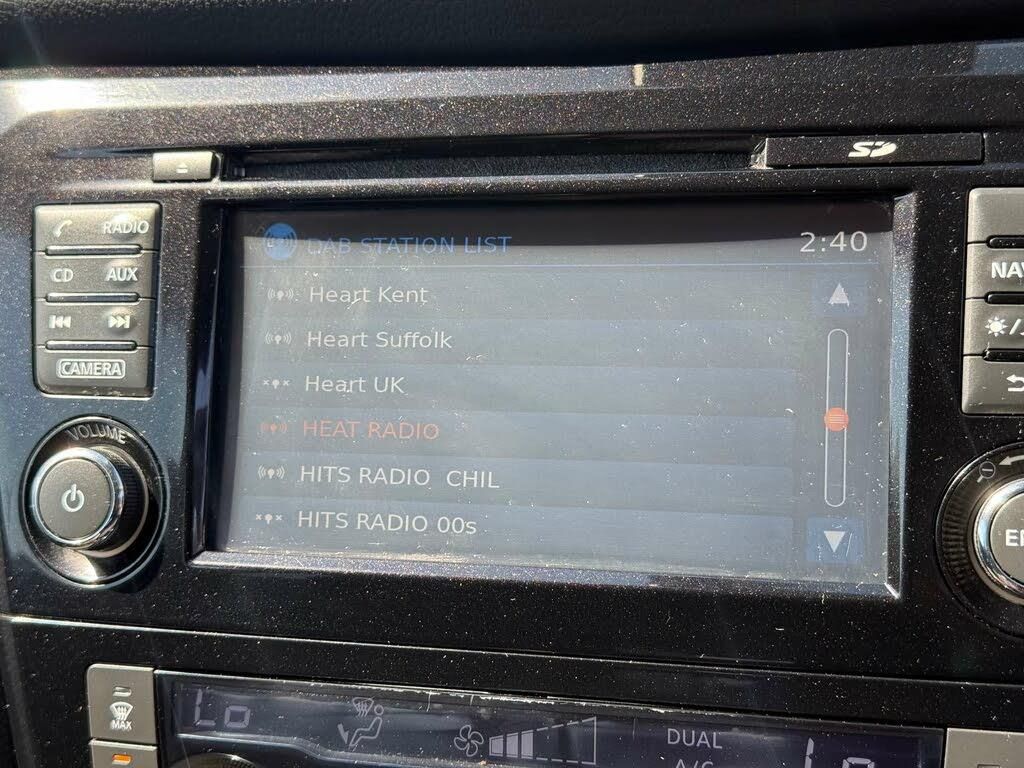 SD
RADIO
CD AUX
CAMERA
VOLUME
DAB STATION LIST 2:40
Heart Kent
Heart Suffolk
Heart UK
HEAT RADIO
HITS RADIO CHIL
HITS RADIO 00s
MAX
Lo
DUAL
A/C
Lo